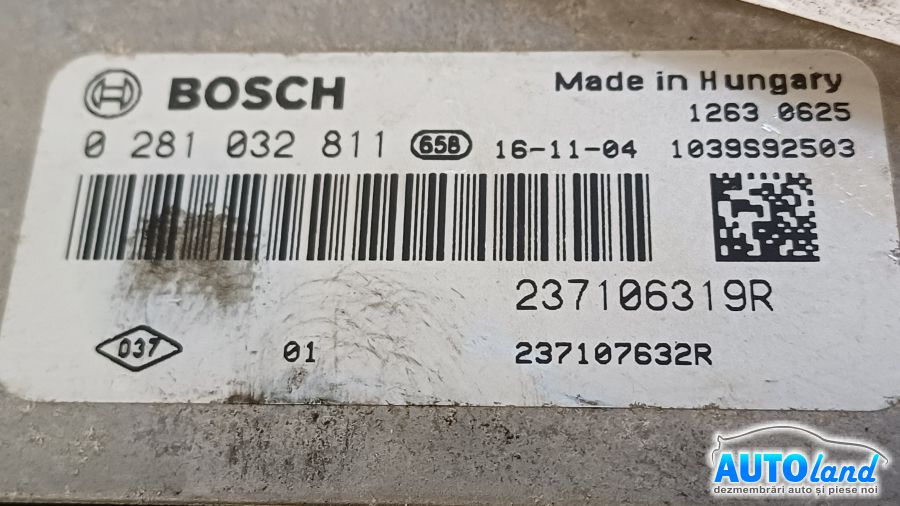 BOSCH
Made in Hungary
1263 0625
0 281 032 811 658 16-11-04 1039S92503
237106319R
037 01 237107632R
AUTOland
dezmembrări auto și piese noi